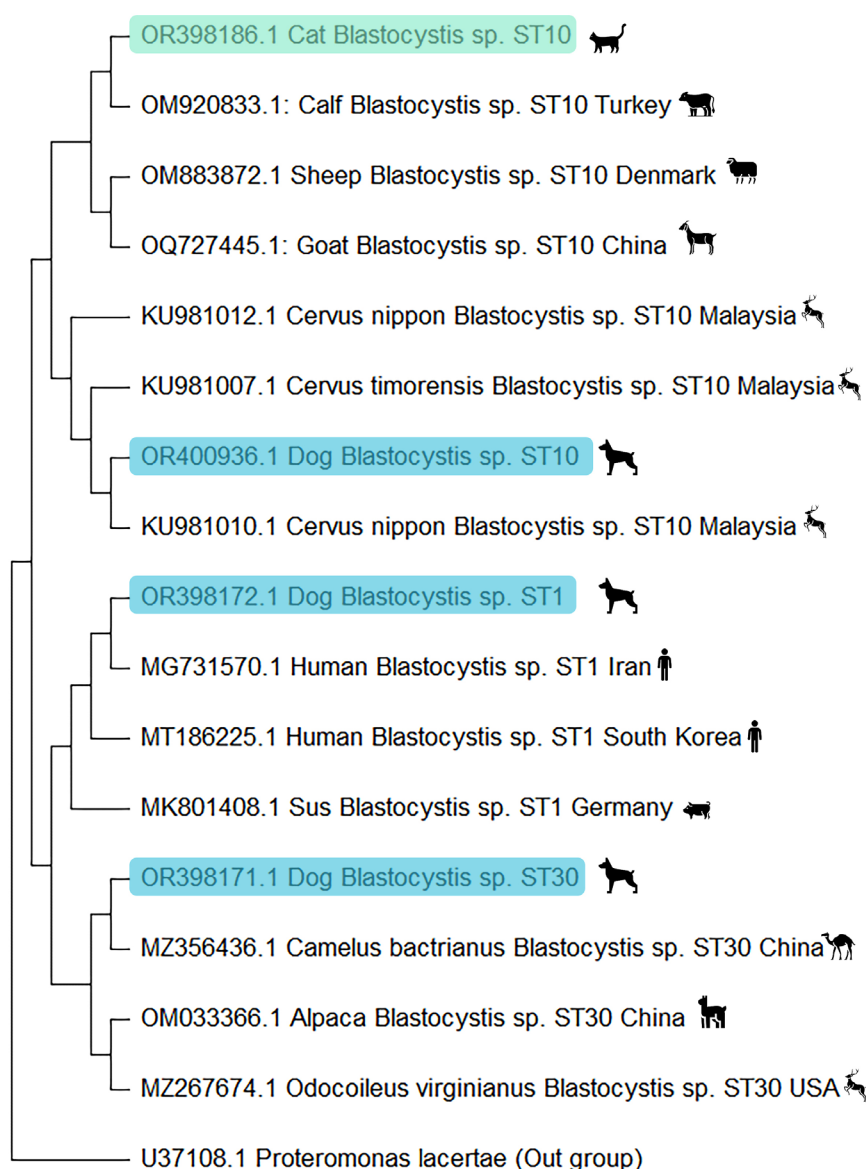 OR398186.1 Cat Blastocystis sp. ST10
OM920833.1: Calf Blastocystis sp. ST10 Turkey
OM883872.1 Sheep Blastocystis sp. ST10 Denmark
OQ727445.1: Goat Blastocystis sp. ST10 China
KU981012.1 Cervus nippon Blastocystis sp. ST10 Malaysia
KU981007.1 Cervus timorensis Blastocystis sp. ST10 Malaysia
OR400936.1 Dog Blastocystis sp. ST10
KU981010.1 Cervus nippon Blastocystis sp. ST10 Malaysia
OR398172.1 Dog Blastocystis sp. ST1
MG731570.1 Human Blastocystis sp. ST1 Iran
MT186225.1 Human Blastocystis sp. ST1 South Korea
MK801408.1 Sus Blastocystis sp. ST1 Germany
OR398171.1 Dog Blastocystis sp. ST30
MZ356436.1 Camelus bactrianus Blastocystis sp. ST30 China
OM033366.1 Alpaca Blastocystis sp. ST30 China
MZ267674.1 Odocoileus virginianus Blastocystis sp. ST30 USA
U37108.1 Proteromonas lacertae (Out group)